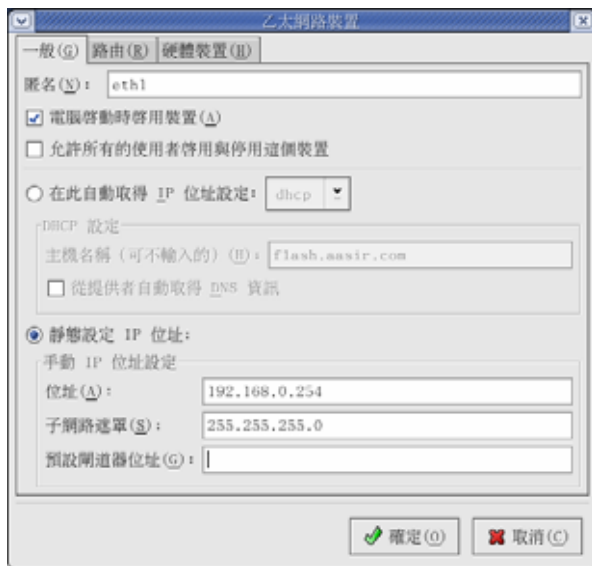 乙太網路裝置
一般(G) 路由(R) 硬體裝置(H)
匿名(N): eth1
電腦啓動時啓用裝置(A)
允許所有的使用者啓用與停用這個裝置
在此自動取得 IP 位址設定: dhcp
DHCP 設定
主機名稱 (可不輸入的) (H): flash.aasir.com
從提供者自動取得 DNS 資訊
靜態設定 IP 位址:
手動 IP 位址設定
位址(A): 192.168.0.254
子網路遮罩(S): 255.255.255.0
預設閘道器位址(G):
確定(O) 取消(C)